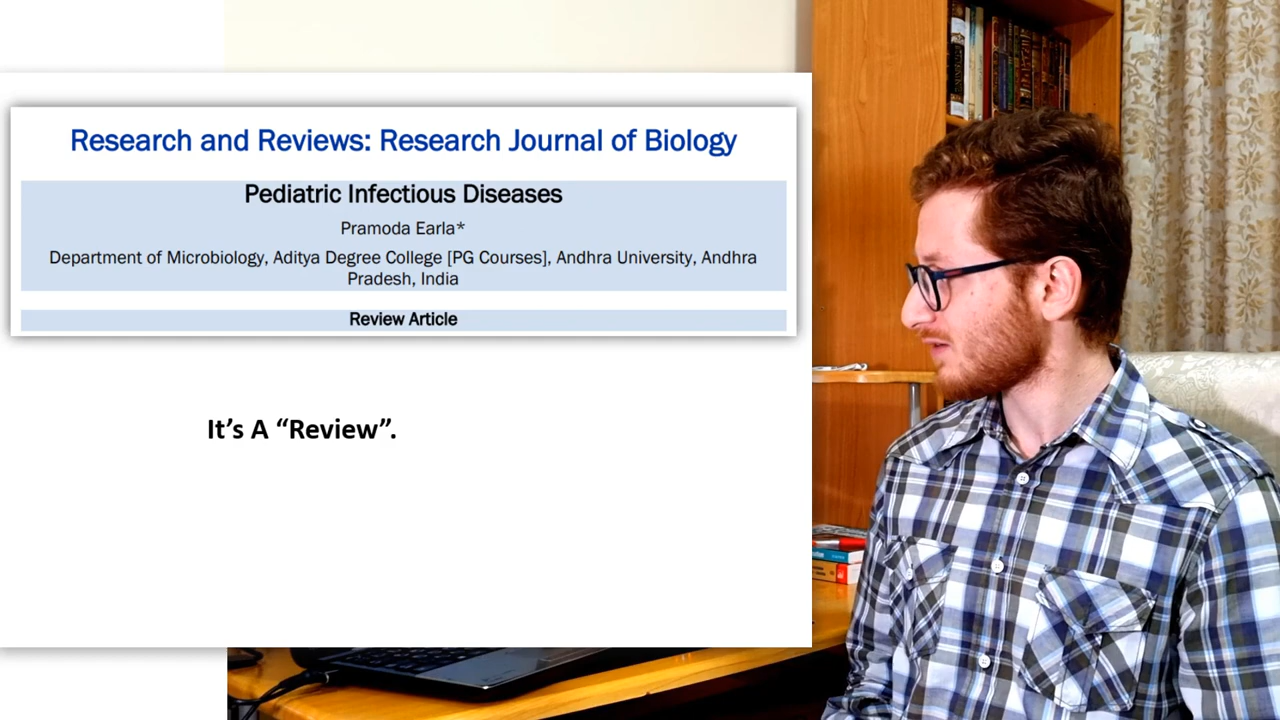 Research and Reviews: Research Journal of Biology
Pediatric Infectious Diseases
Pramoda Earla*
Department of Microbiology, Aditya Degree College [PG Courses], Andhra University, Andhra
Pradesh, India
Review Article
It’s A “Review”.